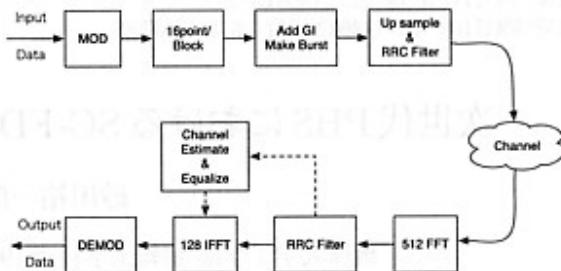 Input
Data
MOD
16point/
Block
Add GI
Make Burst
Up sample
&
RRC Filter
Channel
Channel
Estimate
&
Equalize
Output
Data
DEMOD
128 IFFT
RRC Filter
512 FFT